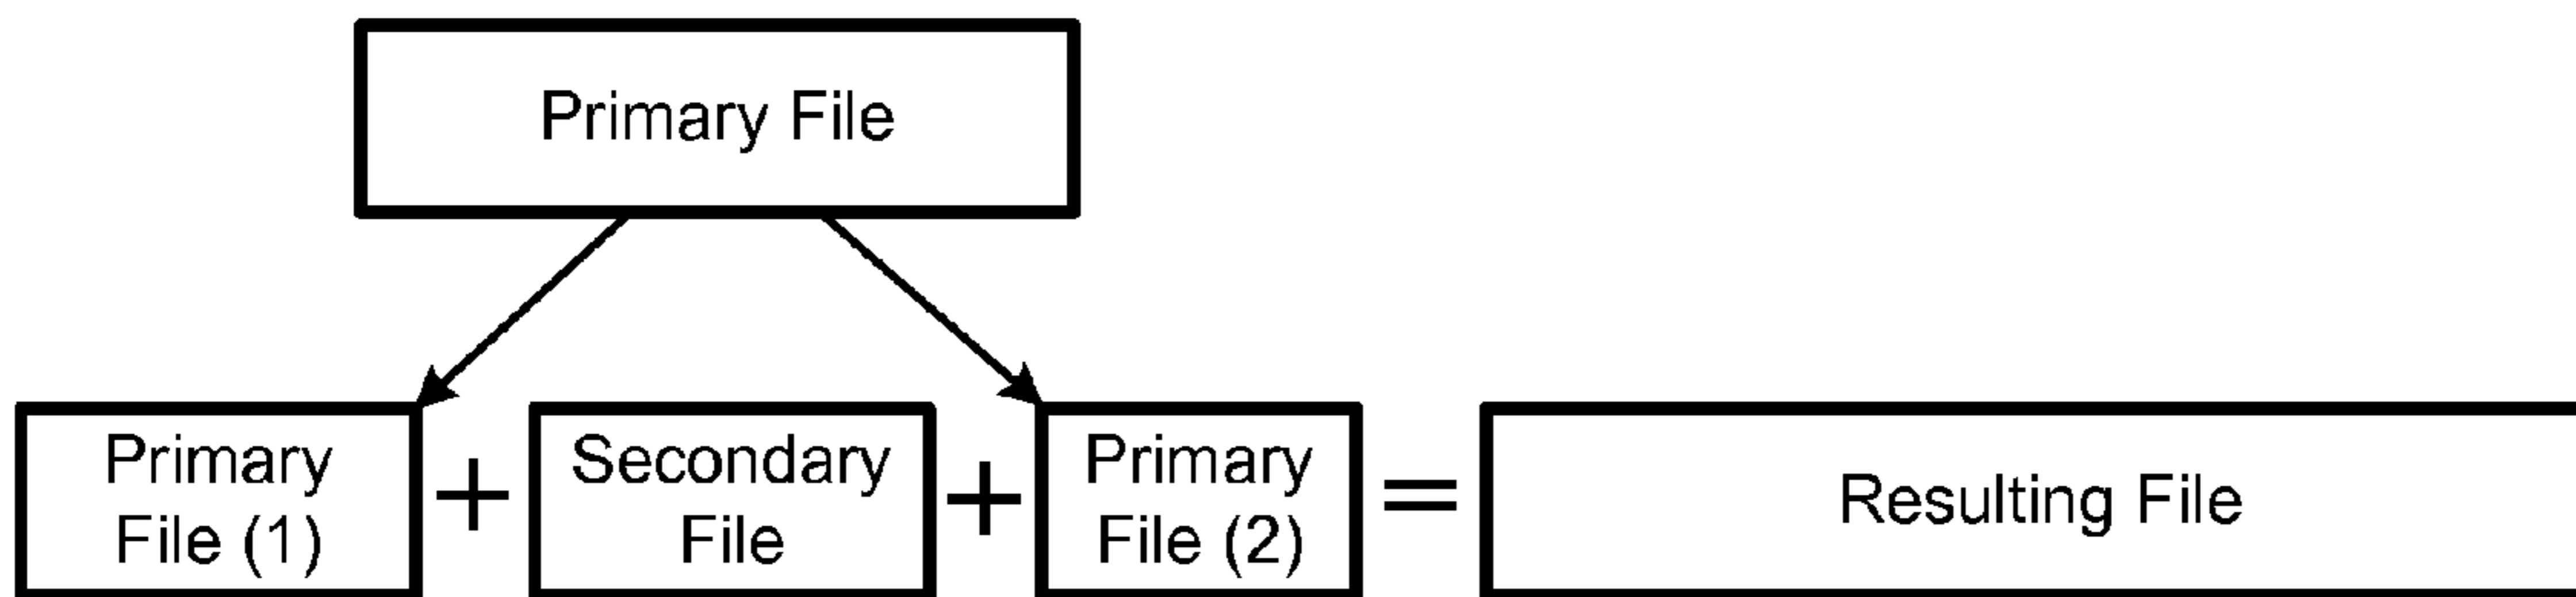 Primary File
Primary
File (1)
+
Secondary
File
+
Primary
File (2)
=
Resulting File